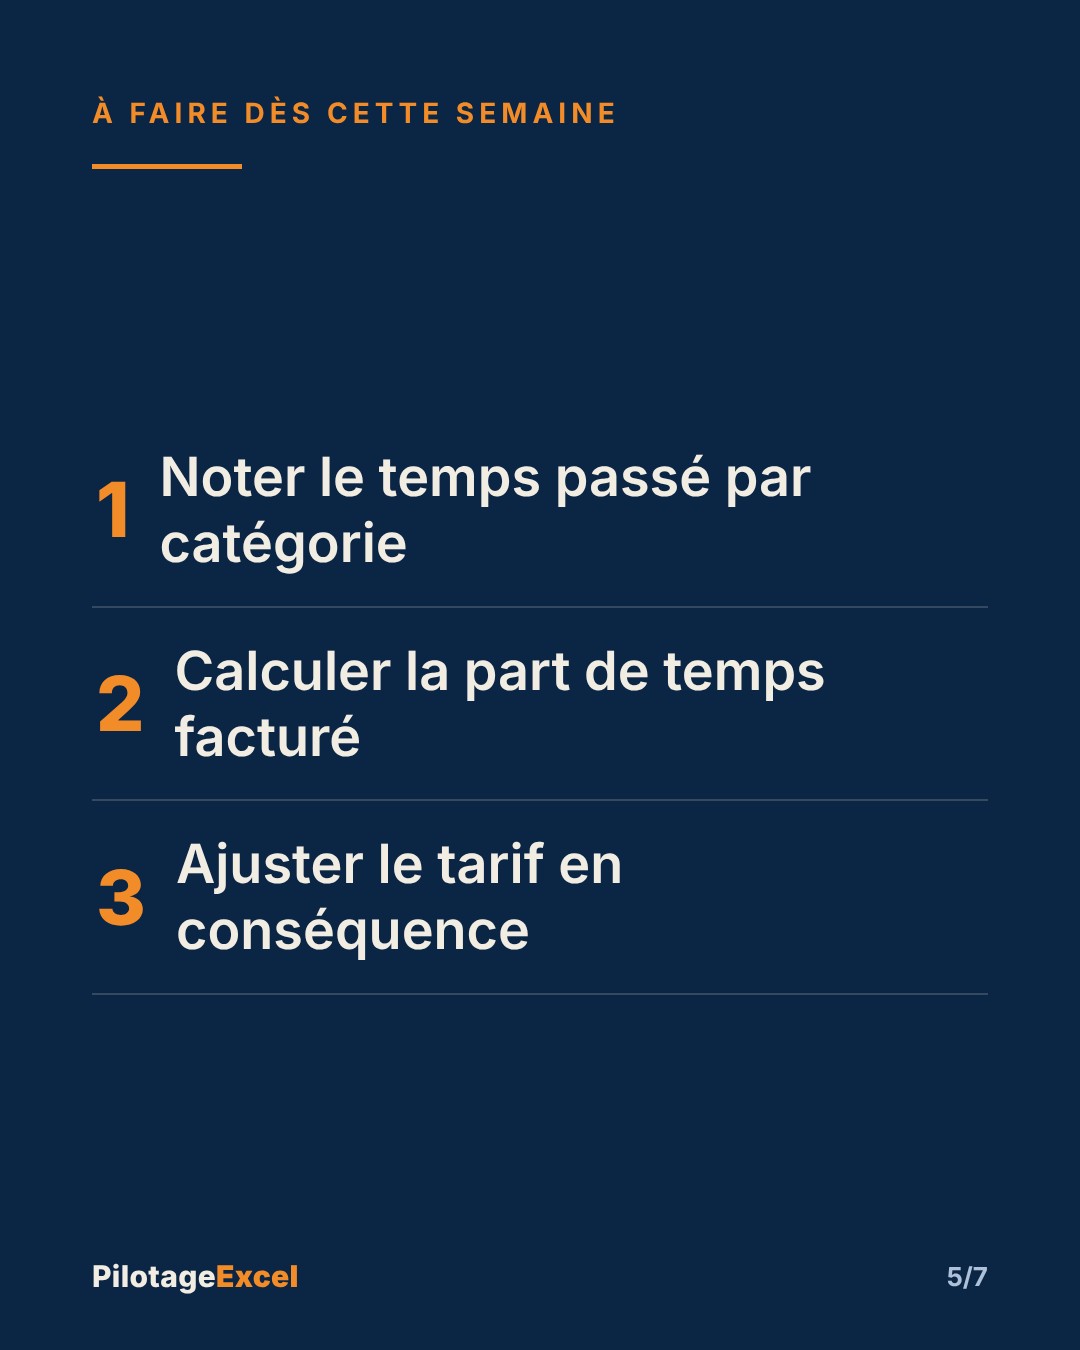 À FAIRE DÈS CETTE SEMAINE
1 Noter le temps passé par
catégorie
2 Calculer la part de temps
facturé
3 Ajuster le tarif en
conséquence
PilotageExcel
5/7